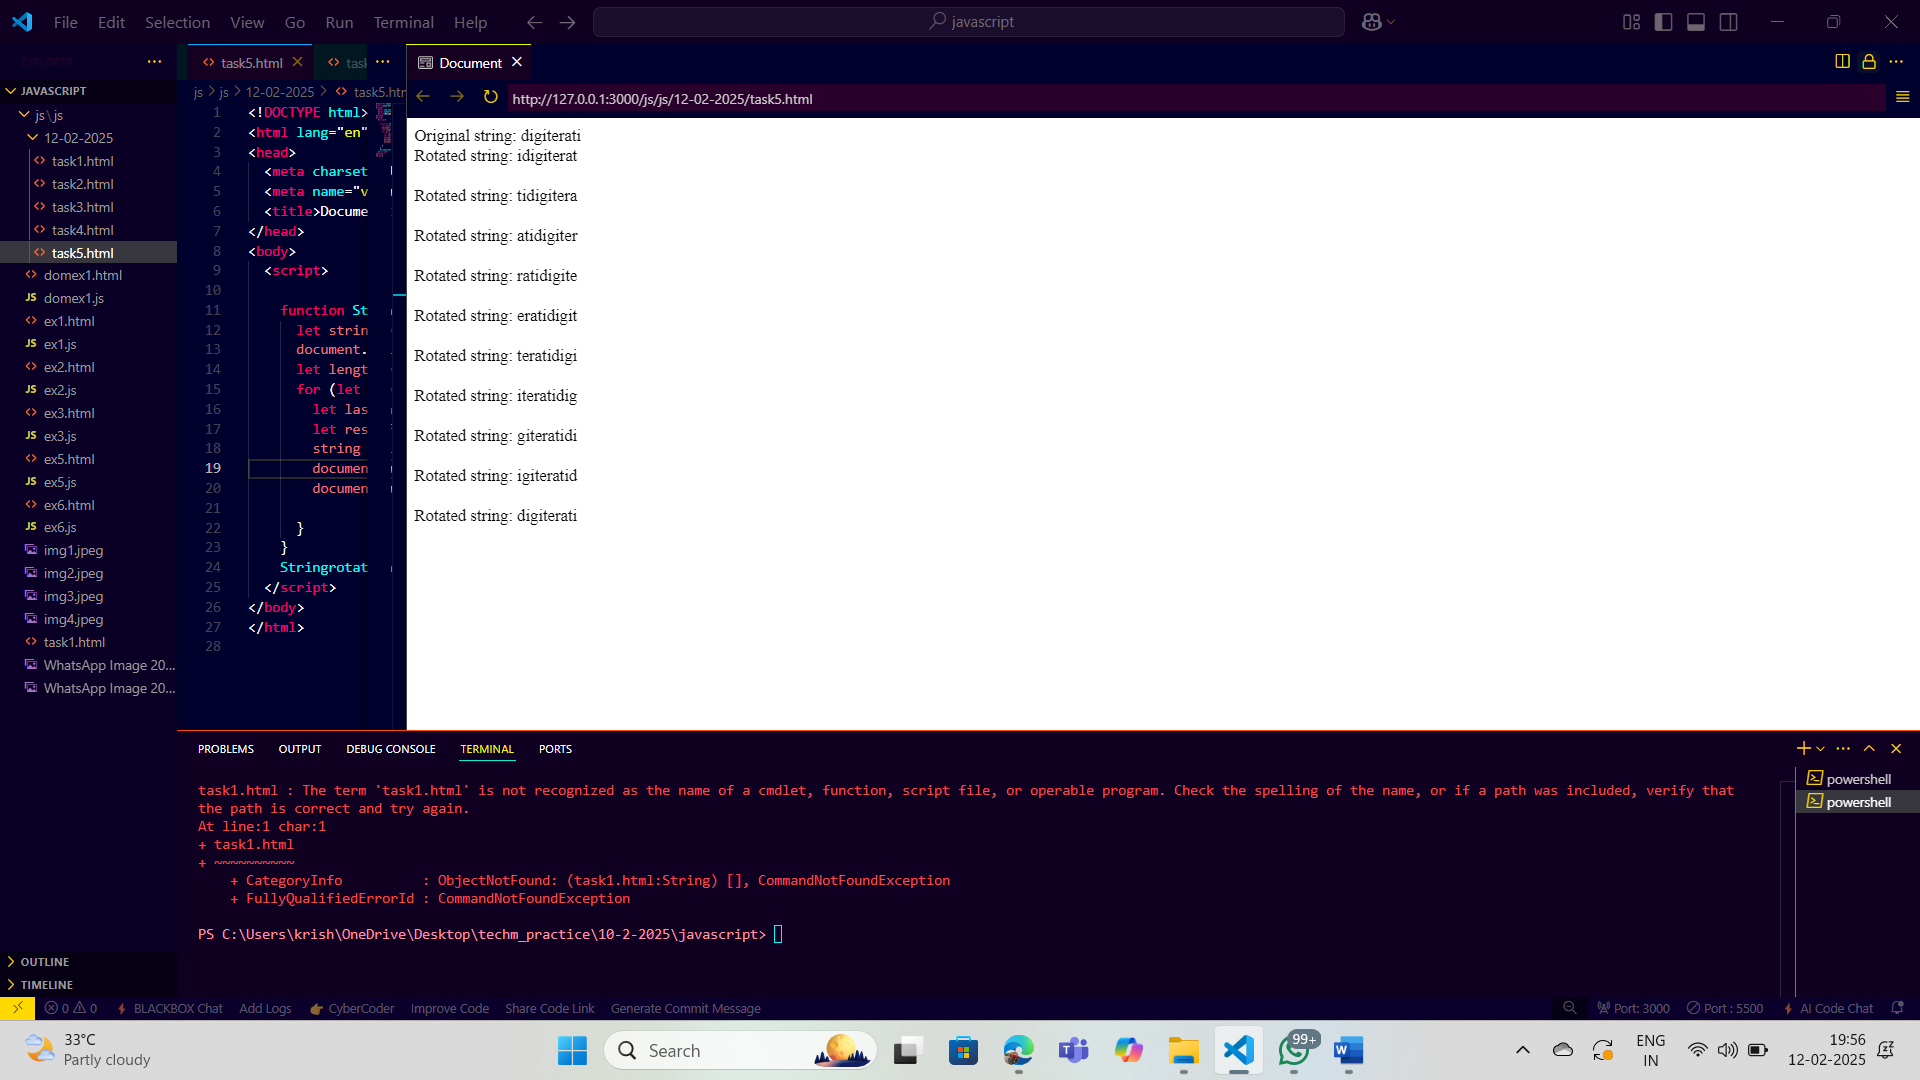 File Edit Selection View Go Run Terminal Help
javascript
JAVASCRIPT
js\js
12-02-2025
task1.html
task2.html
task3.html
task4.html
task5.html
domex1.html
domex1.js
ex1.html
ex1.js
ex2.html
ex2.js
ex3.html
ex3.js
ex5.html
ex5.js
ex6.html
ex6.js
img1.jpeg
img2.jpeg
img3.jpeg
img4.jpeg
task1.html
WhatsApp Image 20...
WhatsApp Image 20...
OUTLINE
TIMELINE
task5.html
js > js > 12-02-2025 > task5.htm
1 <!DOCTYPE html>
2 <html lang="en"
3 <head>
4 <meta charset
5 <meta name="v
6 <title>Docume
7 </head>
8 <body>
9 <script>
10
11 function St
12 let strin
13 document.
14 let lengt
15 for (let
16 let las
17 let res
18 string
19 documen
20 documen
21
22 }
23 }
24 Stringrotat
25 </script>
26 </body>
27 </html>
28
Document
http://127.0.0.1:3000/js/js/12-02-2025/task5.html
Original string: digiterati
Rotated string: idigiterat
Rotated string: tidigitera
Rotated string: atidigiter
Rotated string: ratidigite
Rotated string: eratidigit
Rotated string: teratidigi
Rotated string: iteratidig
Rotated string: giteratidi
Rotated string: igiteratid
Rotated string: digiterati
PROBLEMS OUTPUT DEBUG CONSOLE TERMINAL PORTS
task1.html : The term 'task1.html' is not recognized as the name of a cmdlet, function, script file, or operable program. Check the spelling of the name, or if a path was included, verify that
the path is correct and try again.
At line:1 char:1
+ task1.html
+ ~~~~~~~~~~
+ CategoryInfo : ObjectNotFound: (task1.html:String) [], CommandNotFoundException
+ FullyQualifiedErrorId : CommandNotFoundException
PS C:\Users\krish\OneDrive\Desktop\techm_practice\10-2-2025\javascript>
powershell
powershell
0 0 BLACKBOX Chat Add Logs CyberCoder Improve Code Share Code Link Generate Commit Message Port: 3000 Port : 5500 AI Code Chat
33°C
Partly cloudy
Search
99+
ENG
IN
19:56
12-02-2025